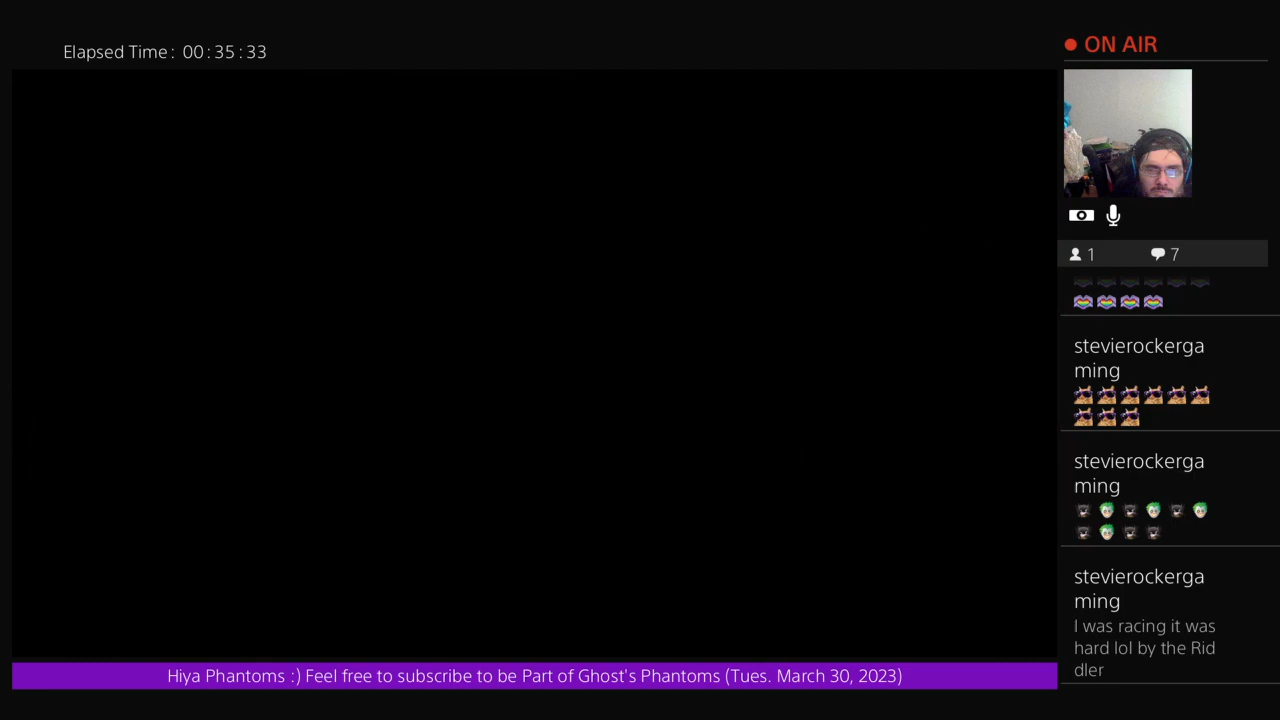 Elapsed Time: 00:35:33
ON AIR
1 7
stevierockerga
ming
stevierockerga
ming
stevierockerga
ming
I was racing it was
hard lol by the Rid
dler
Hiya Phantoms :) Feel free to subscribe to be Part of Ghost's Phantoms (Tues. March 30, 2023)